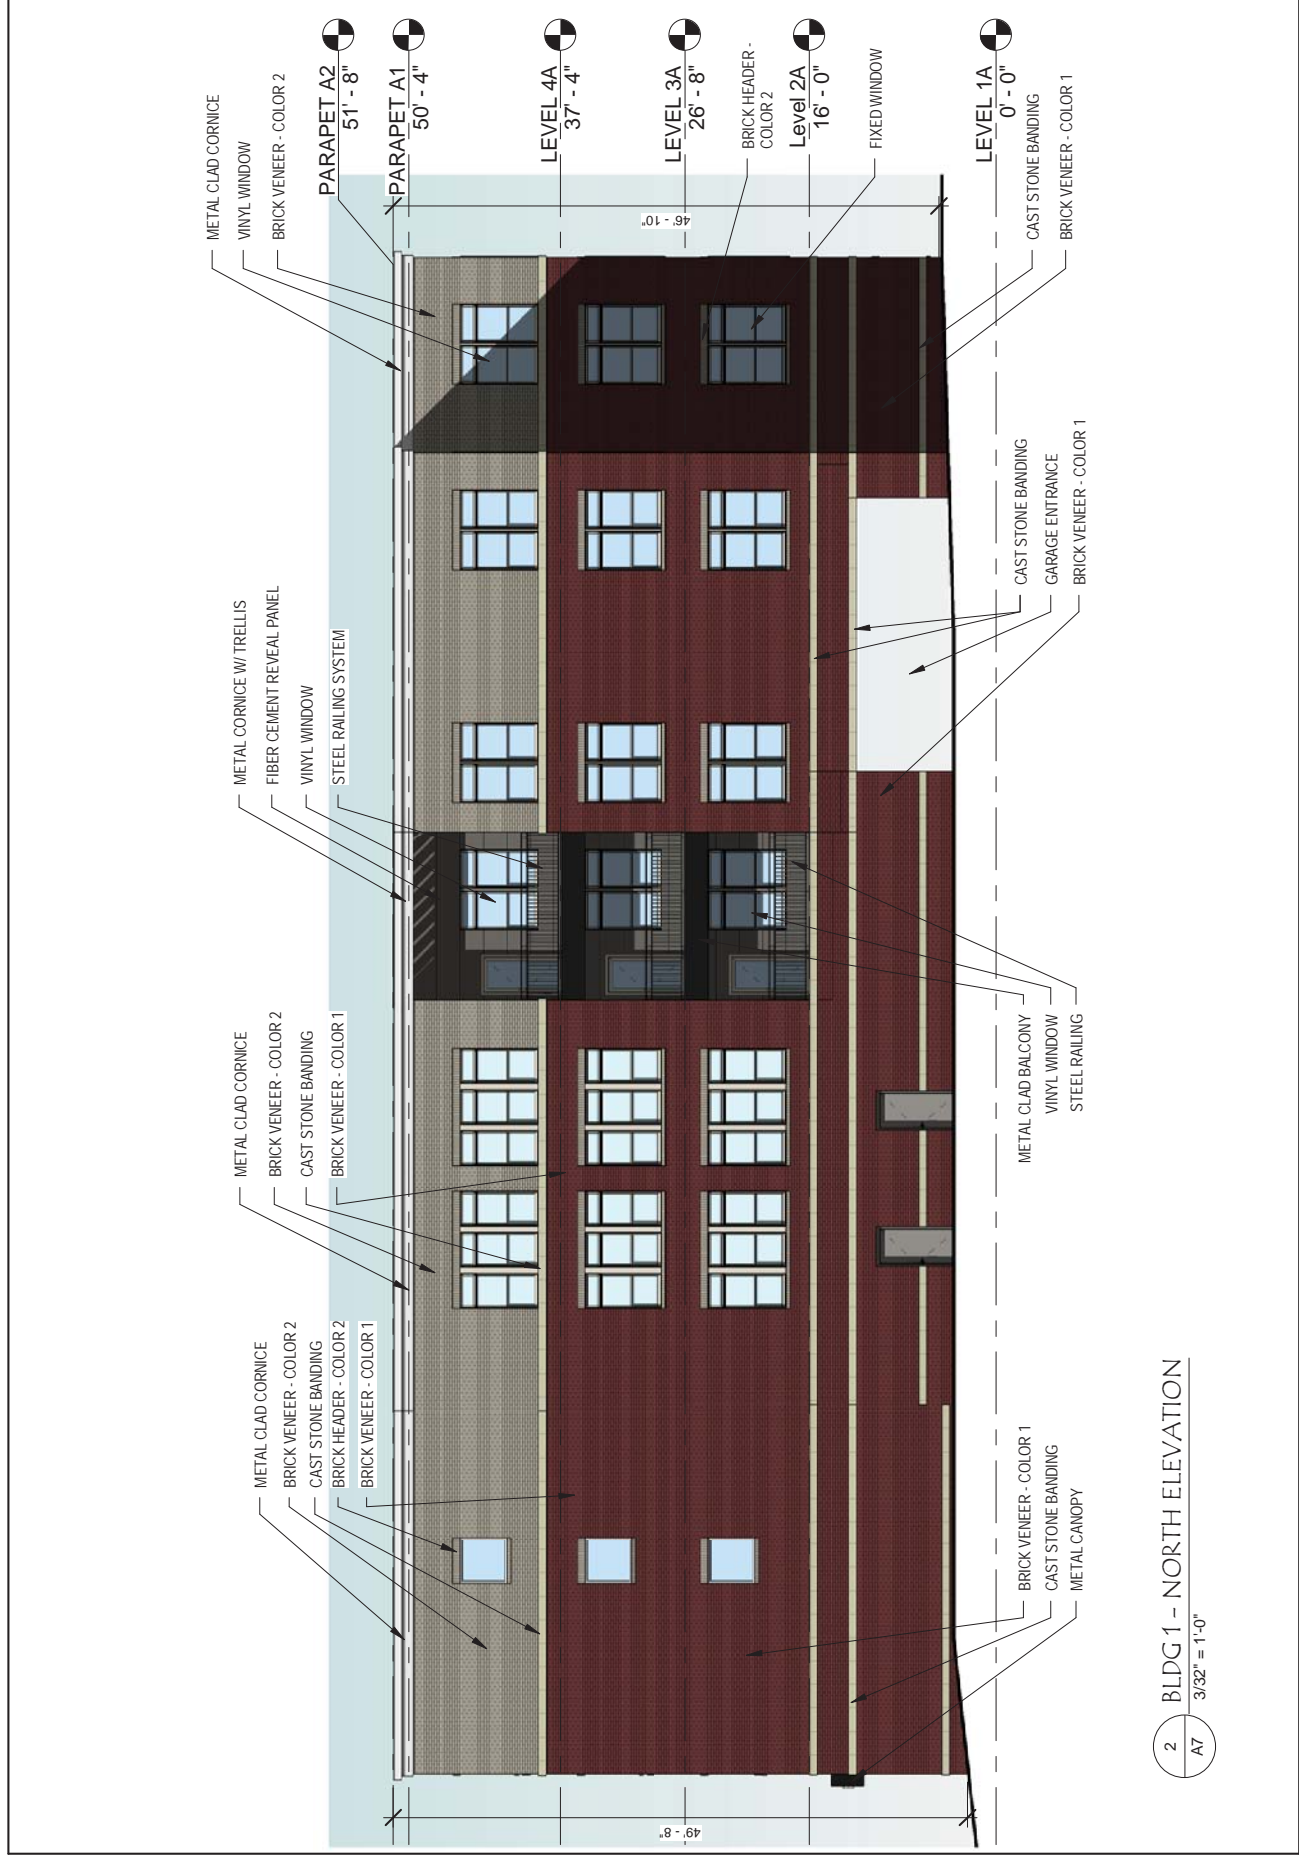 METAL CLAD CORNICE
BRICK VENEER - COLOR 2
CAST STONE BANDING
BRICK HEADER - COLOR 2
BRICK VENEER - COLOR 1
METAL CLAD CORNICE
BRICK VENEER - COLOR 2
CAST STONE BANDING
BRICK VENEER - COLOR 1
METAL CORNICE W/ TRELLIS
FIBER CEMENT REVEAL PANEL
VINYL WINDOW
STEEL RAILING SYSTEM
METAL CLAD CORNICE
VINYL WINDOW
BRICK VENEER - COLOR 2
PARAPET A2
51' - 8"
PARAPET A1
50' - 4"
LEVEL 4A
37' - 4"
LEVEL 3A
26' - 8"
BRICK HEADER -
COLOR 2
Level 2A
16' - 0"
FIXED WINDOW
LEVEL 1A
0' - 0"
49' - 8"
46' - 10"
BRICK VENEER - COLOR 1
CAST STONE BANDING
METAL CANOPY
METAL CLAD BALCONY
VINYL WINDOW
STEEL RAILING
CAST STONE BANDING
GARAGE ENTRANCE
BRICK VENEER - COLOR 1
CAST STONE BANDING
BRICK VENEER - COLOR 1
2
A7
BLDG 1 - NORTH ELEVATION
3/32" = 1'-0"